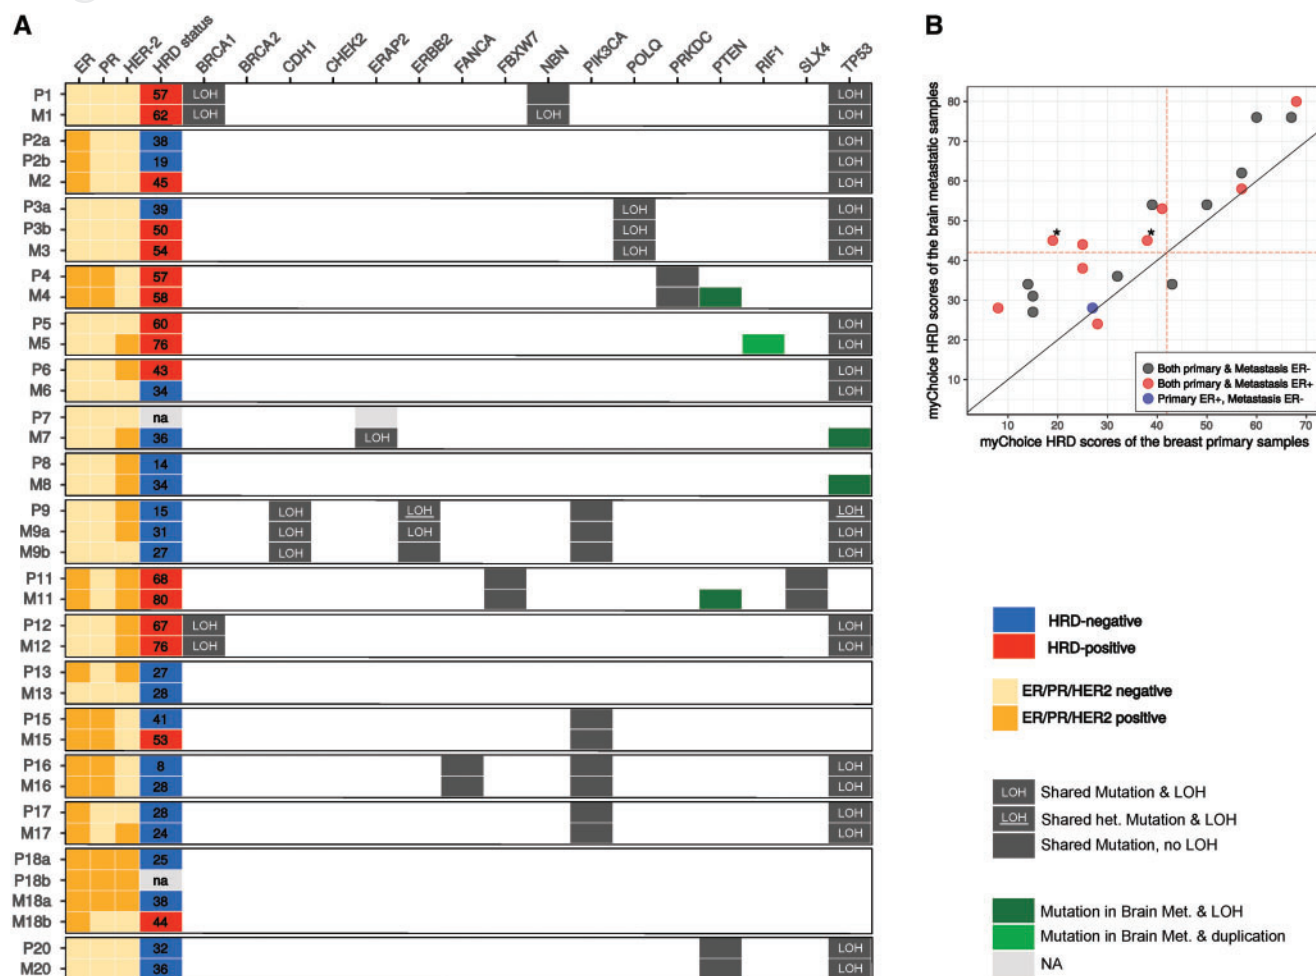 A
ER PR HER-2 HRD status BRCA1 BRCA2 CDH1 CHEK2 ERAP2 ERBB2 FANCA FBXW7 NBN PIK3CA POLQ PRKDC PTEN RIF1 SLX4 TP53
P1 57 LOH LOH
M1 62 LOH LOH LOH
P2a 38 LOH
P2b 19 LOH
M2 45 LOH
P3a 39 LOH LOH
P3b 50 LOH LOH
M3 54 LOH LOH
P4 57
M4 58
P5 60 LOH
M5 76 LOH
P6 43 LOH
M6 34 LOH
P7 na
M7 36 LOH
P8 14
M8 34
P9 15 LOH LOH LOH
M9a 31 LOH LOH LOH
M9b 27 LOH LOH
P11 68
M11 80
P12 67 LOH LOH
M12 76 LOH LOH
P13 27
M13 28
P15 41
M15 53
P16 8 LOH
M16 28 LOH
P17 28 LOH
M17 24 LOH
P18a 25
P18b na
M18a 38
M18b 44
P20 32 LOH
M20 36 LOH
B
myChoice HRD scores of the brain metastatic samples
80
70
60
50
40
30
20
10
★ ★
Both primary & Metastasis ER-
Both primary & Metastasis ER+
Primary ER+, Metastasis ER-
10 20 30 40 50 60 70
myChoice HRD scores of the breast primary samples
HRD-negative
HRD-positive
ER/PR/HER2 negative
ER/PR/HER2 positive
LOH Shared Mutation & LOH
LOH Shared het. Mutation & LOH
Shared Mutation, no LOH
Mutation in Brain Met. & LOH
Mutation in Brain Met. & duplication
NA